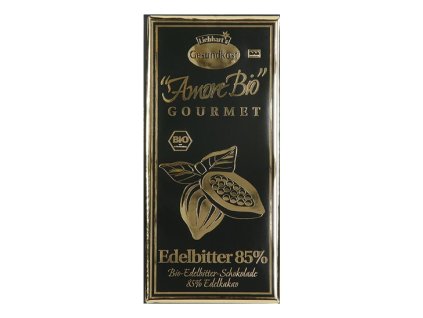 Liebhart's
Gesundkost
"Amore Bio"
GOURMET
BIO
Edelbitter 85%
Bio-Edelbitter-Schokolade
85% Edelkakao